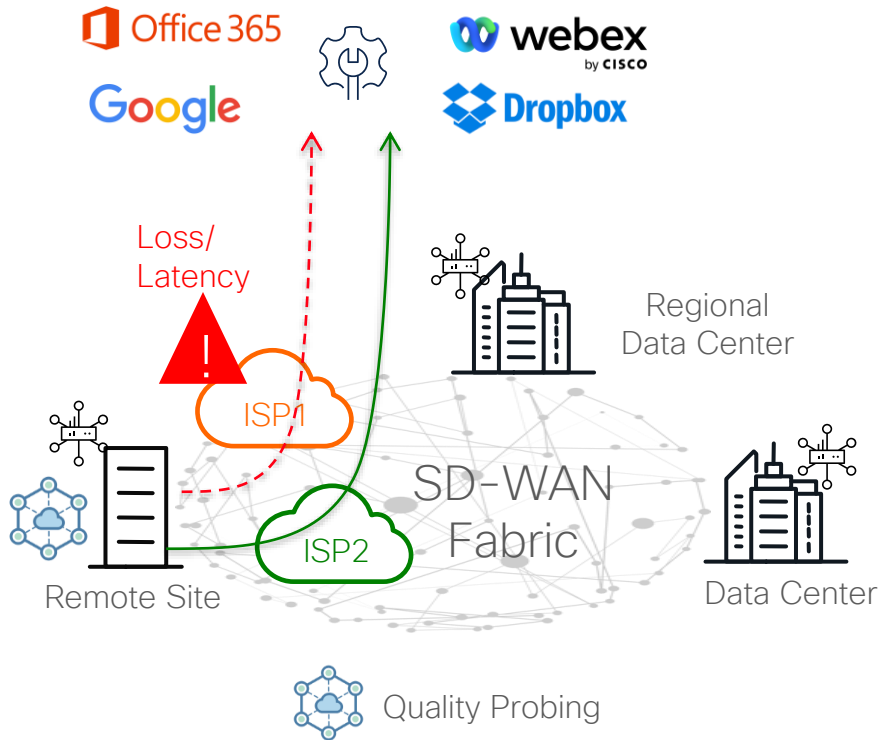 Office 365
webex
by CISCO
Google
Dropbox
Loss/
Latency
!
Regional
Data Center
ISP1
SD-WAN
Fabric
ISP2
Remote Site
Data Center
Quality Probing